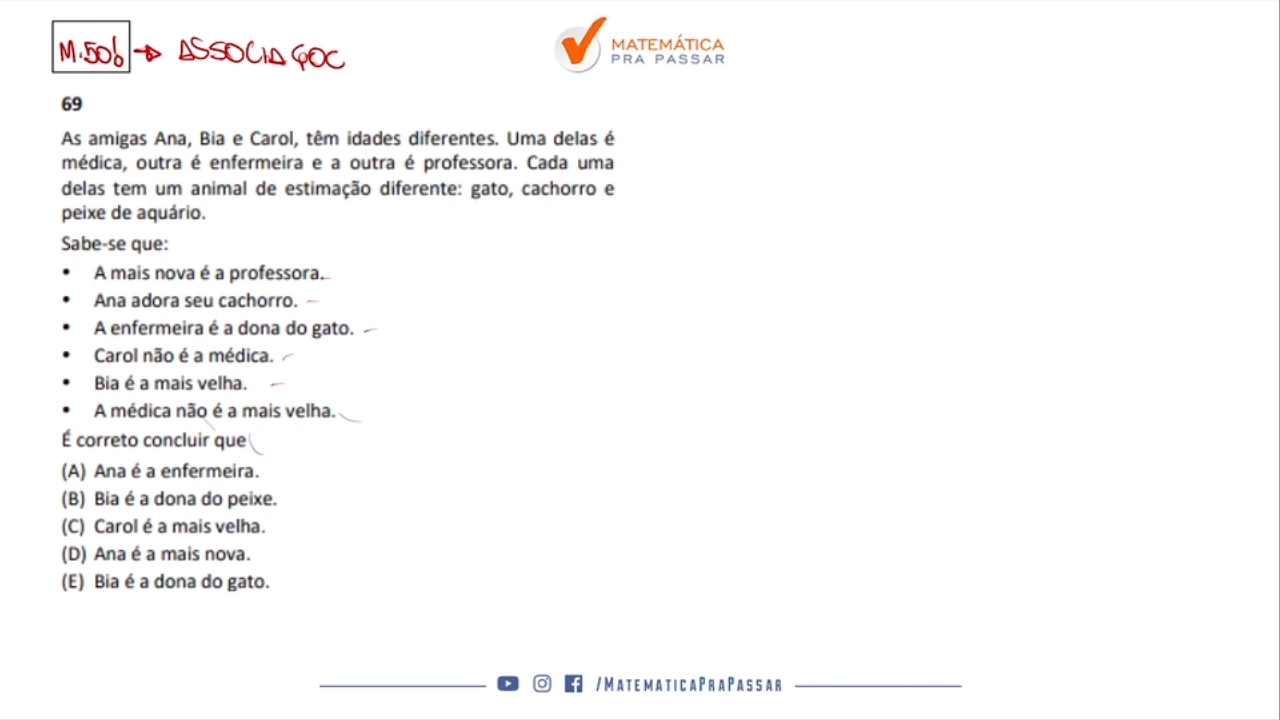 M.50b → ASSOCIAÇOC
MATEMÁTICA
PRA PASSAR
69
As amigas Ana, Bia e Carol, têm idades diferentes. Uma delas é
médica, outra é enfermeira e a outra é professora. Cada uma
delas tem um animal de estimação diferente: gato, cachorro e
peixe de aquário.
Sabe-se que:
• A mais nova é a professora.
• Ana adora seu cachorro.
• A enfermeira é a dona do gato.
• Carol não é a médica.
• Bia é a mais velha.
• A médica não é a mais velha.
É correto concluir que
(A) Ana é a enfermeira.
(B) Bia é a dona do peixe.
(C) Carol é a mais velha.
(D) Ana é a mais nova.
(E) Bia é a dona do gato.
/MATEMATICAPRAPASSAR